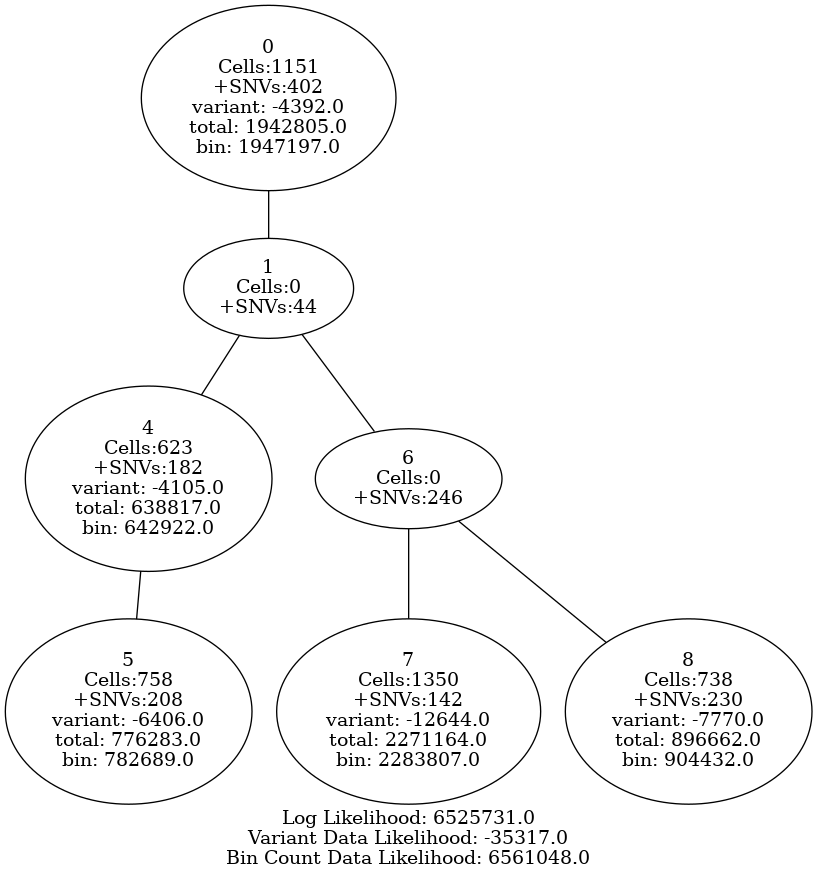 0
Cells:1151
+SNVs:402
variant: -4392.0
total: 1942805.0
bin: 1947197.0
1
Cells:0
+SNVs:44
4
Cells:623
+SNVs:182
variant: -4105.0
total: 638817.0
bin: 642922.0
6
Cells:0
+SNVs:246
5
Cells:758
+SNVs:208
variant: -6406.0
total: 776283.0
bin: 782689.0
7
Cells:1350
+SNVs:142
variant: -12644.0
total: 2271164.0
bin: 2283807.0
8
Cells:738
+SNVs:230
variant: -7770.0
total: 896662.0
bin: 904432.0
Log Likelihood: 6525731.0
Variant Data Likelihood: -35317.0
Bin Count Data Likelihood: 6561048.0